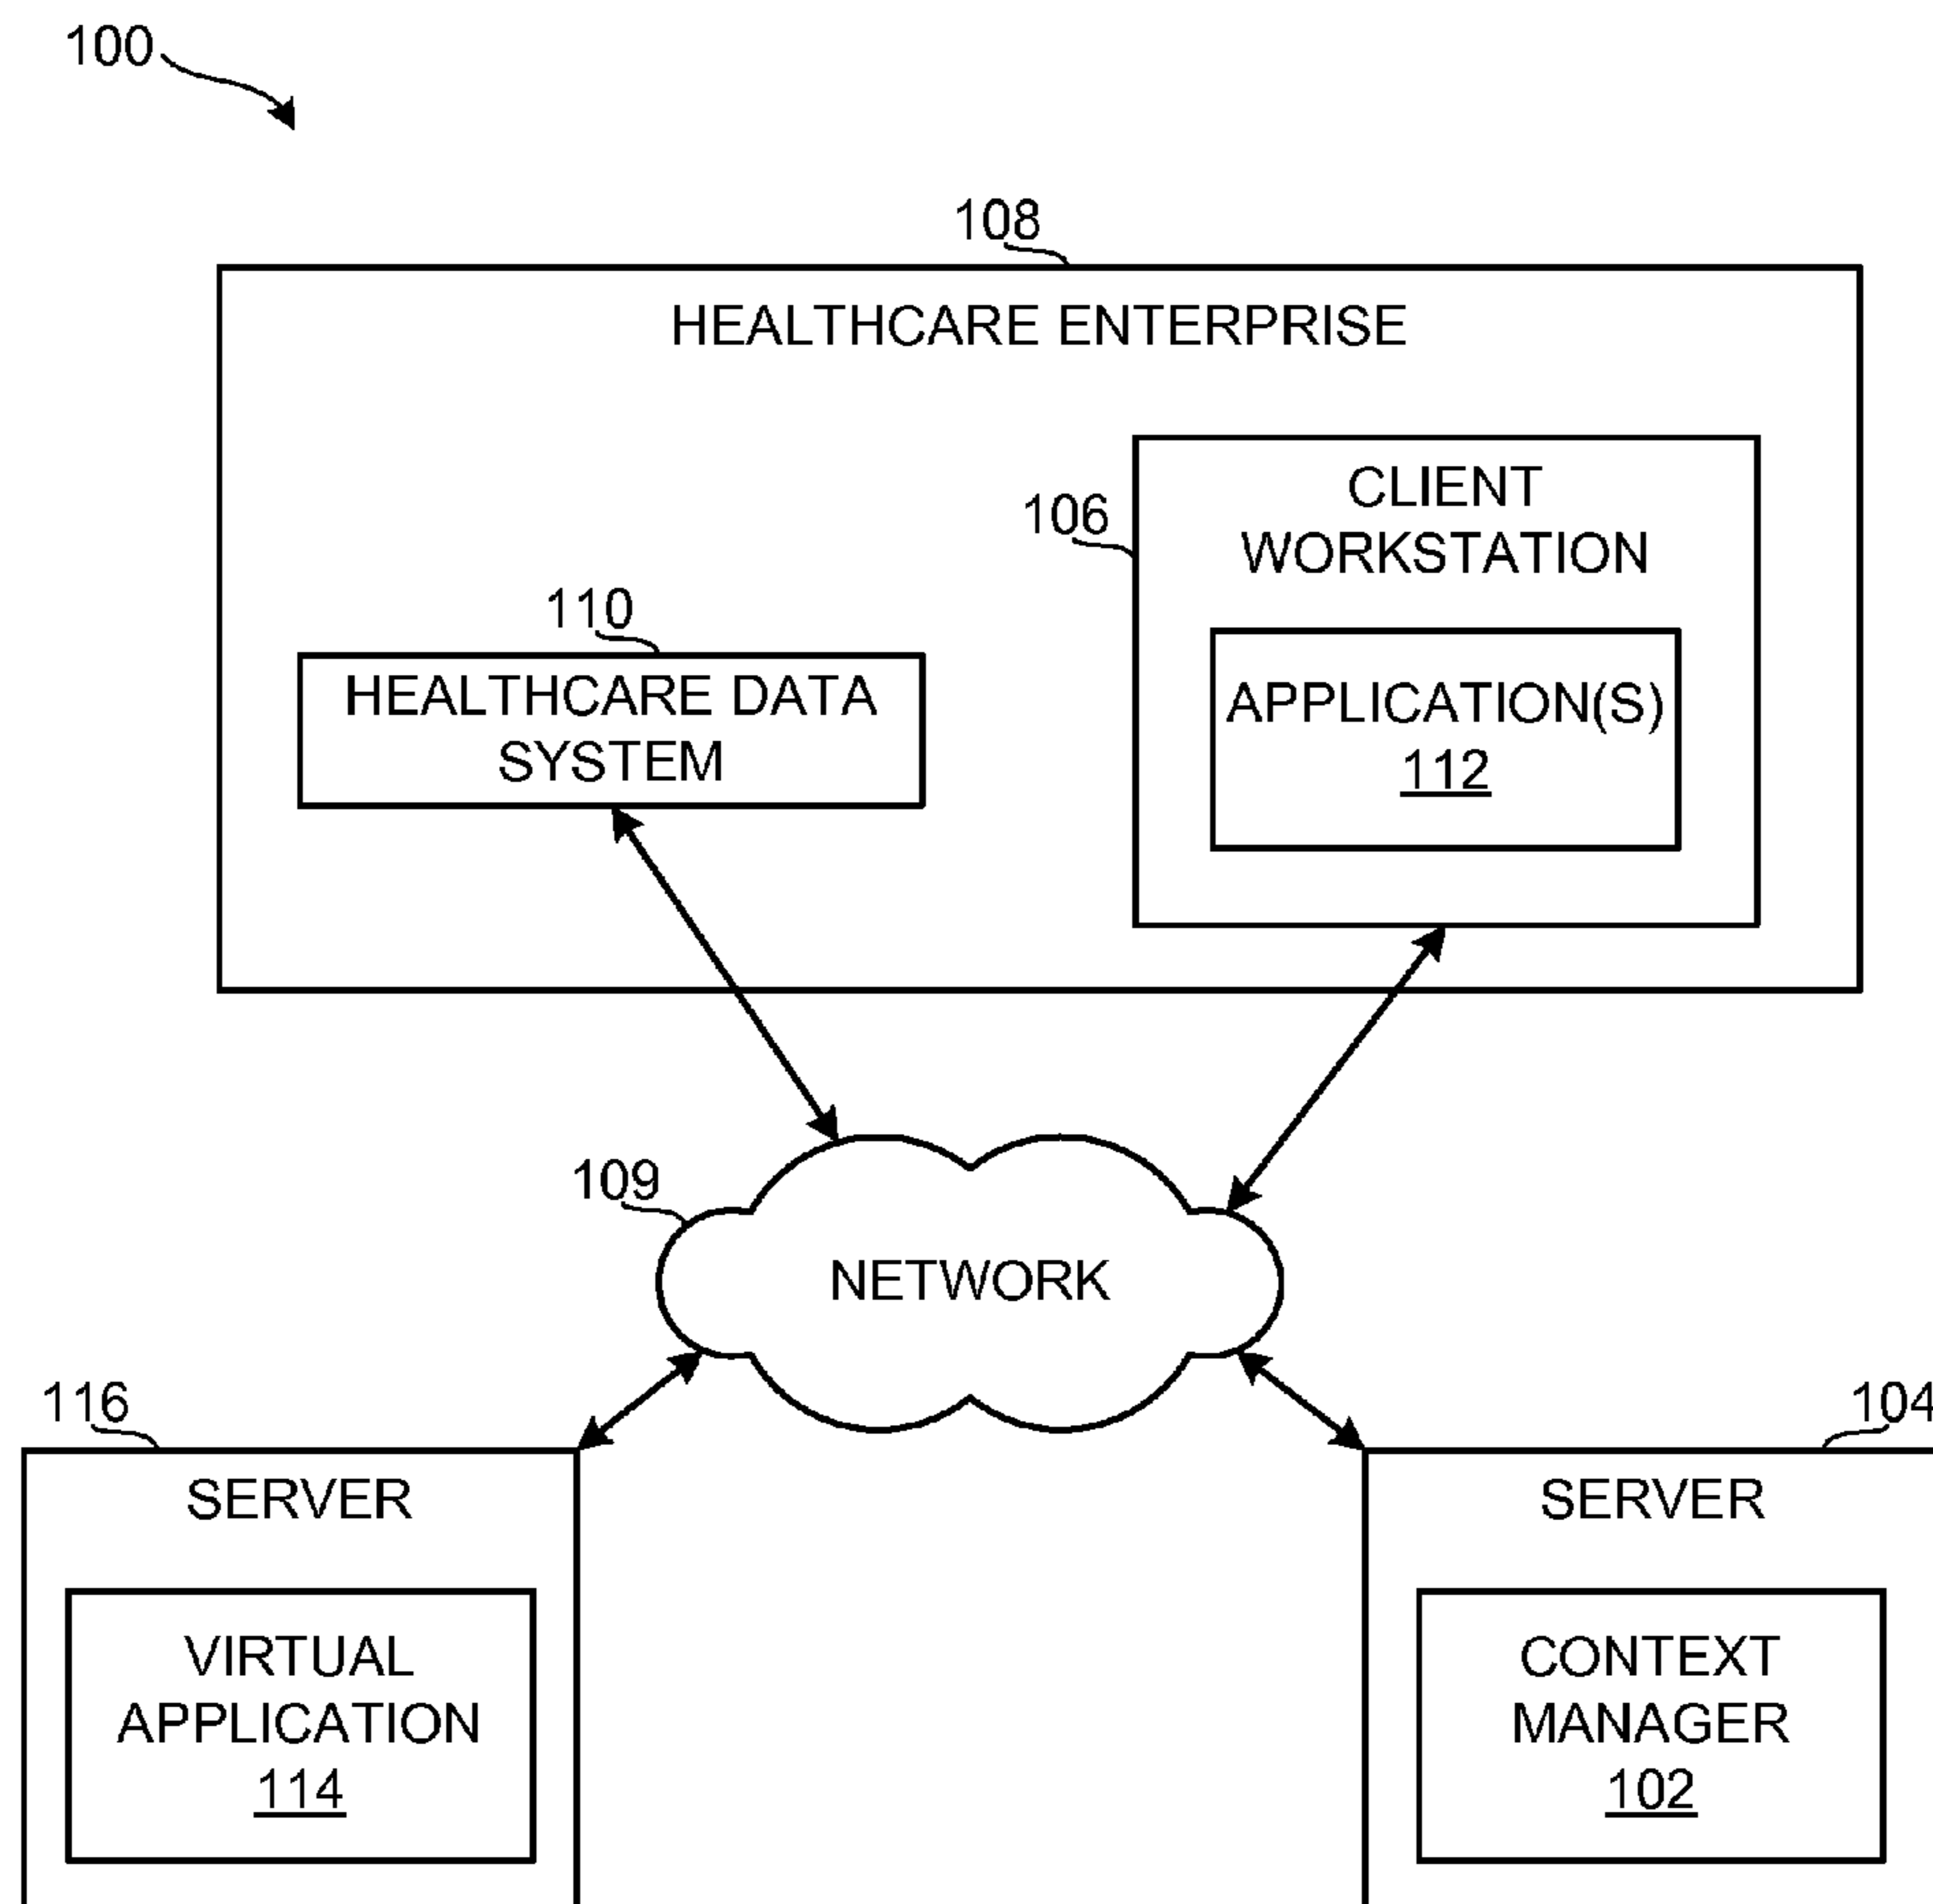 100
108
HEALTHCARE ENTERPRISE
106
CLIENT
WORKSTATION
110
HEALTHCARE DATA
SYSTEM
APPLICATION(S)
112
109
NETWORK
116
SERVER
VIRTUAL
APPLICATION
114
104
SERVER
CONTEXT
MANAGER
102